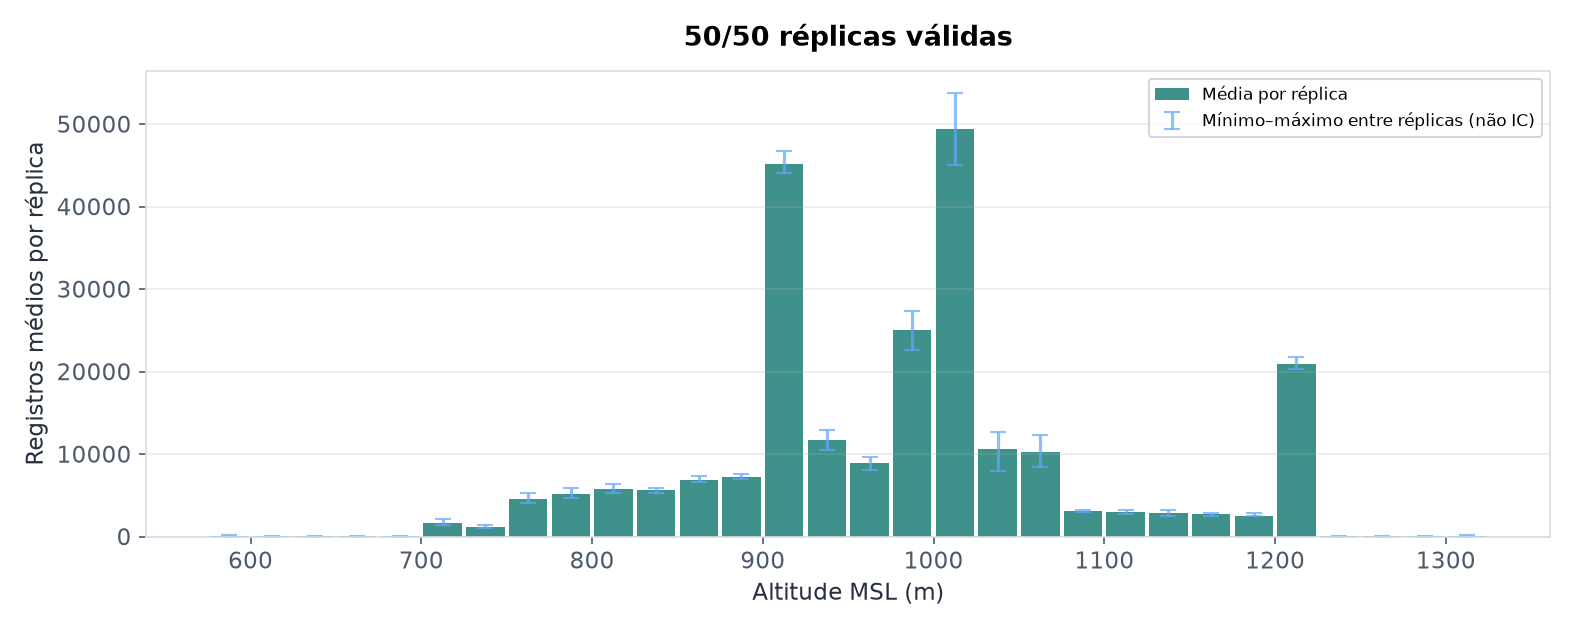 50/50 réplicas válidas
Média por réplica
Mínimo–máximo entre réplicas (não IC)
Registros médios por réplica
50000
40000
30000
20000
10000
0
600 700 800 900 1000 1100 1200 1300
Altitude MSL (m)